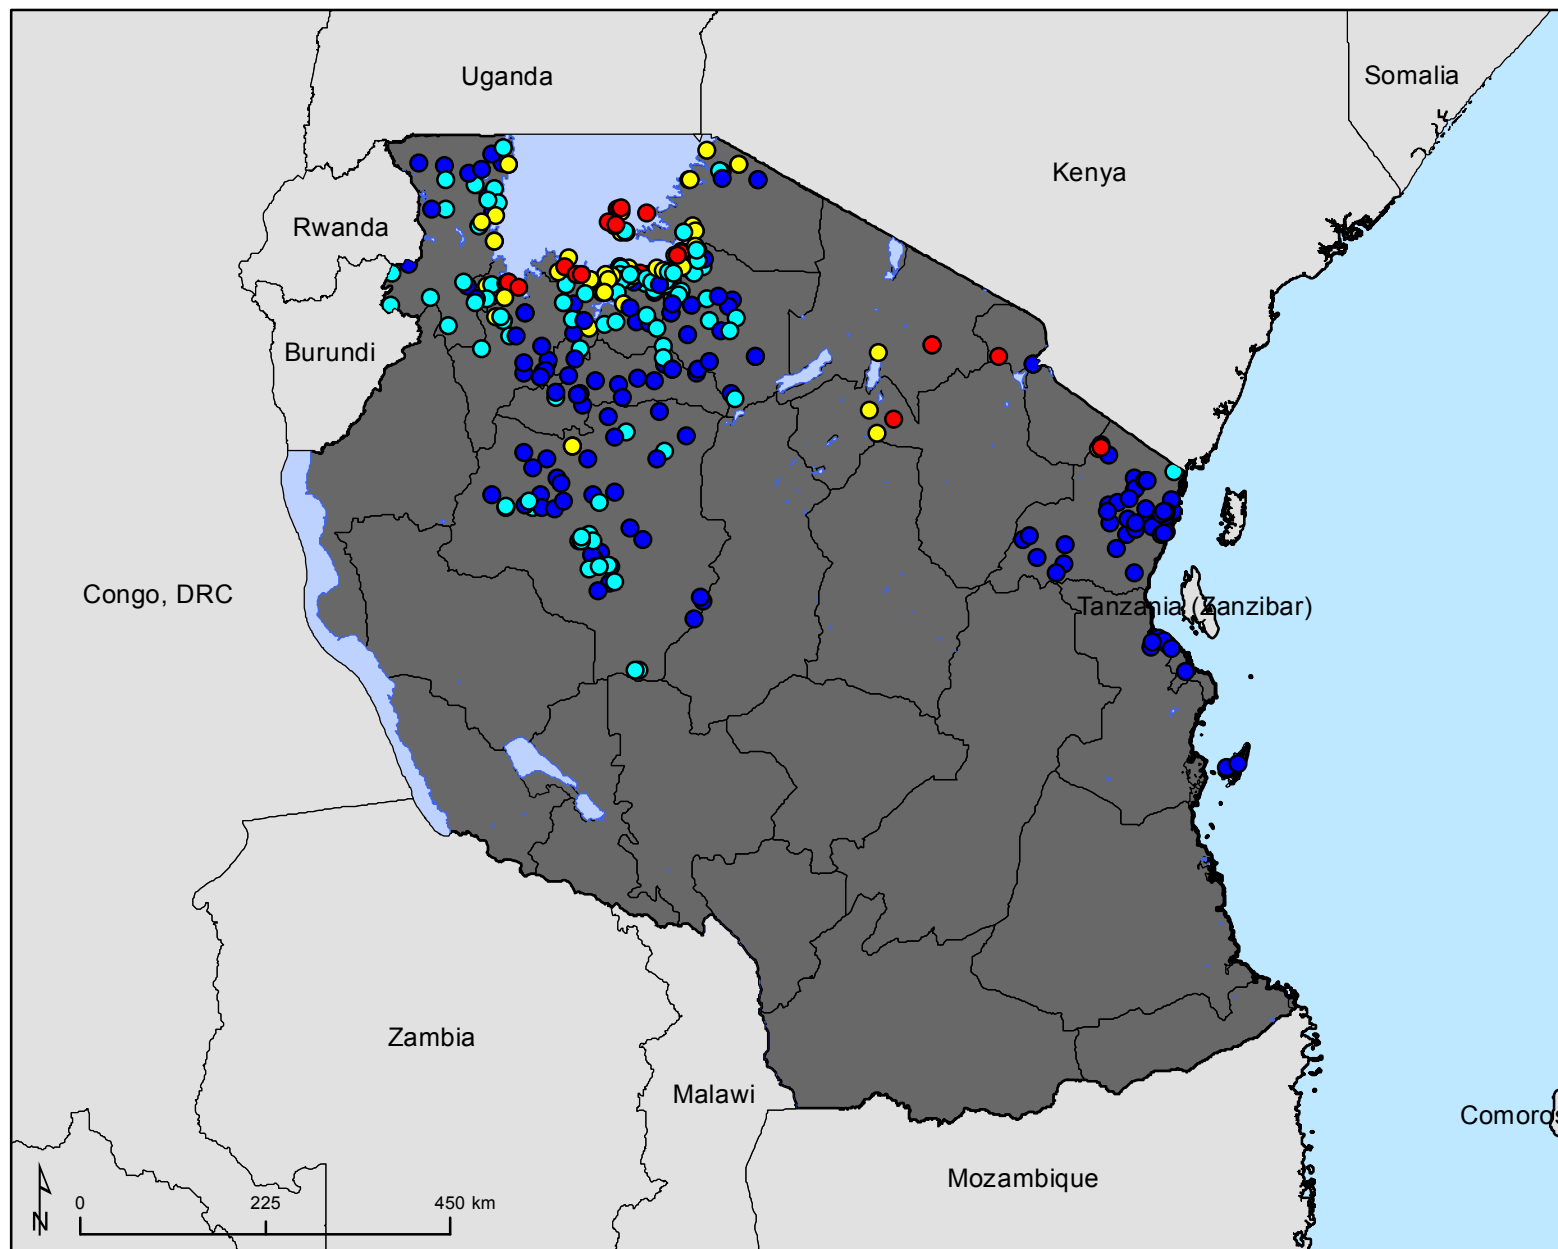 Uganda
Somalia
Kenya
Rwanda
Burundi
Congo, DRC
Tanzania (Zanzibar)
Zambia
Malawi
Comoros
Mozambique
0 225 450 km
N